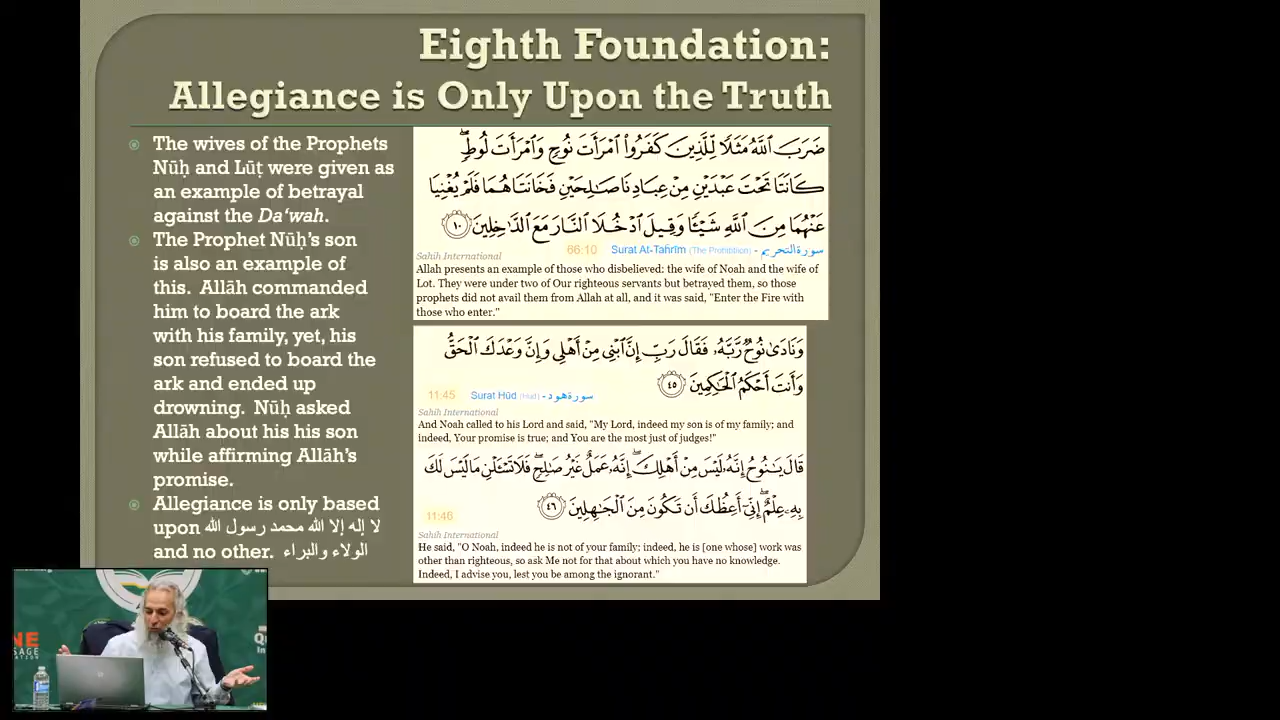 Eighth Foundation:
Allegiance is Only Upon the Truth
The wives of the Prophets
Nūḥ and Lūṭ were given as
an example of betrayal
against the Da‘wah.
The Prophet Nūḥ’s son
is also an example of
this. Allāh commanded
him to board the ark
with his family, yet, his
son refused to board the
ark and ended up
drowning. Nūḥ asked
Allāh about his his son
while affirming Allāh’s
promise.
Allegiance is only based
upon لا إله إلا الله محمد رسول الله
and no other. الولاء والبراء
ضَرَبَ ٱللَّهُ مَثَلًا لِّلَّذِينَ كَفَرُوا۟ ٱمْرَأَتَ نُوحٍ وَٱمْرَأَتَ لُوطٍ ۖ
كَانَتَا تَحْتَ عَبْدَيْنِ مِنْ عِبَادِنَا صَـٰلِحَيْنِ فَخَانَتَاهُمَا فَلَمْ يُغْنِيَا
عَنْهُمَا مِنَ ٱللَّهِ شَيْـًٔا وَقِيلَ ٱدْخُلَا ٱلنَّارَ مَعَ ٱلدَّٰخِلِينَ ١٠
66:10 Surat At-Taĥrīm (The Prohibition) - سورة التحريم
Sahih International
Allah presents an example of those who disbelieved: the wife of Noah and the wife of
Lot. They were under two of Our righteous servants but betrayed them, so those
prophets did not avail them from Allah at all, and it was said, "Enter the Fire with
those who enter."
وَنَادَىٰ نُوحٌ رَّبَّهُۥ فَقَالَ رَبِّ إِنَّ ٱبْنِى مِنْ أَهْلِى وَإِنَّ وَعْدَكَ ٱلْحَقُّ
وَأَنتَ أَحْكَمُ ٱلْحَـٰكِمِينَ ٤٥
11:45 Surat Hūd (Hud) - سورة هود
Sahih International
And Noah called to his Lord and said, "My Lord, indeed my son is of my family; and
indeed, Your promise is true; and You are the most just of judges!"
قَالَ يَـٰنُوحُ إِنَّهُۥ لَيْسَ مِنْ أَهْلِكَ ۖ إِنَّهُۥ عَمَلٌ غَيْرُ صَـٰلِحٍ ۖ فَلَا تَسْـَٔلْنِ مَا لَيْسَ لَكَ
بِهِۦ عِلْمٌ ۖ إِنِّىٓ أَعِظُكَ أَن تَكُونَ مِنَ ٱلْجَـٰهِلِينَ ٤٦
11:46
Sahih International
He said, "O Noah, indeed he is not of your family; indeed, he is [one whose] work was
other than righteous, so ask Me not for that about which you have no knowledge.
Indeed, I advise you, lest you be among the ignorant."